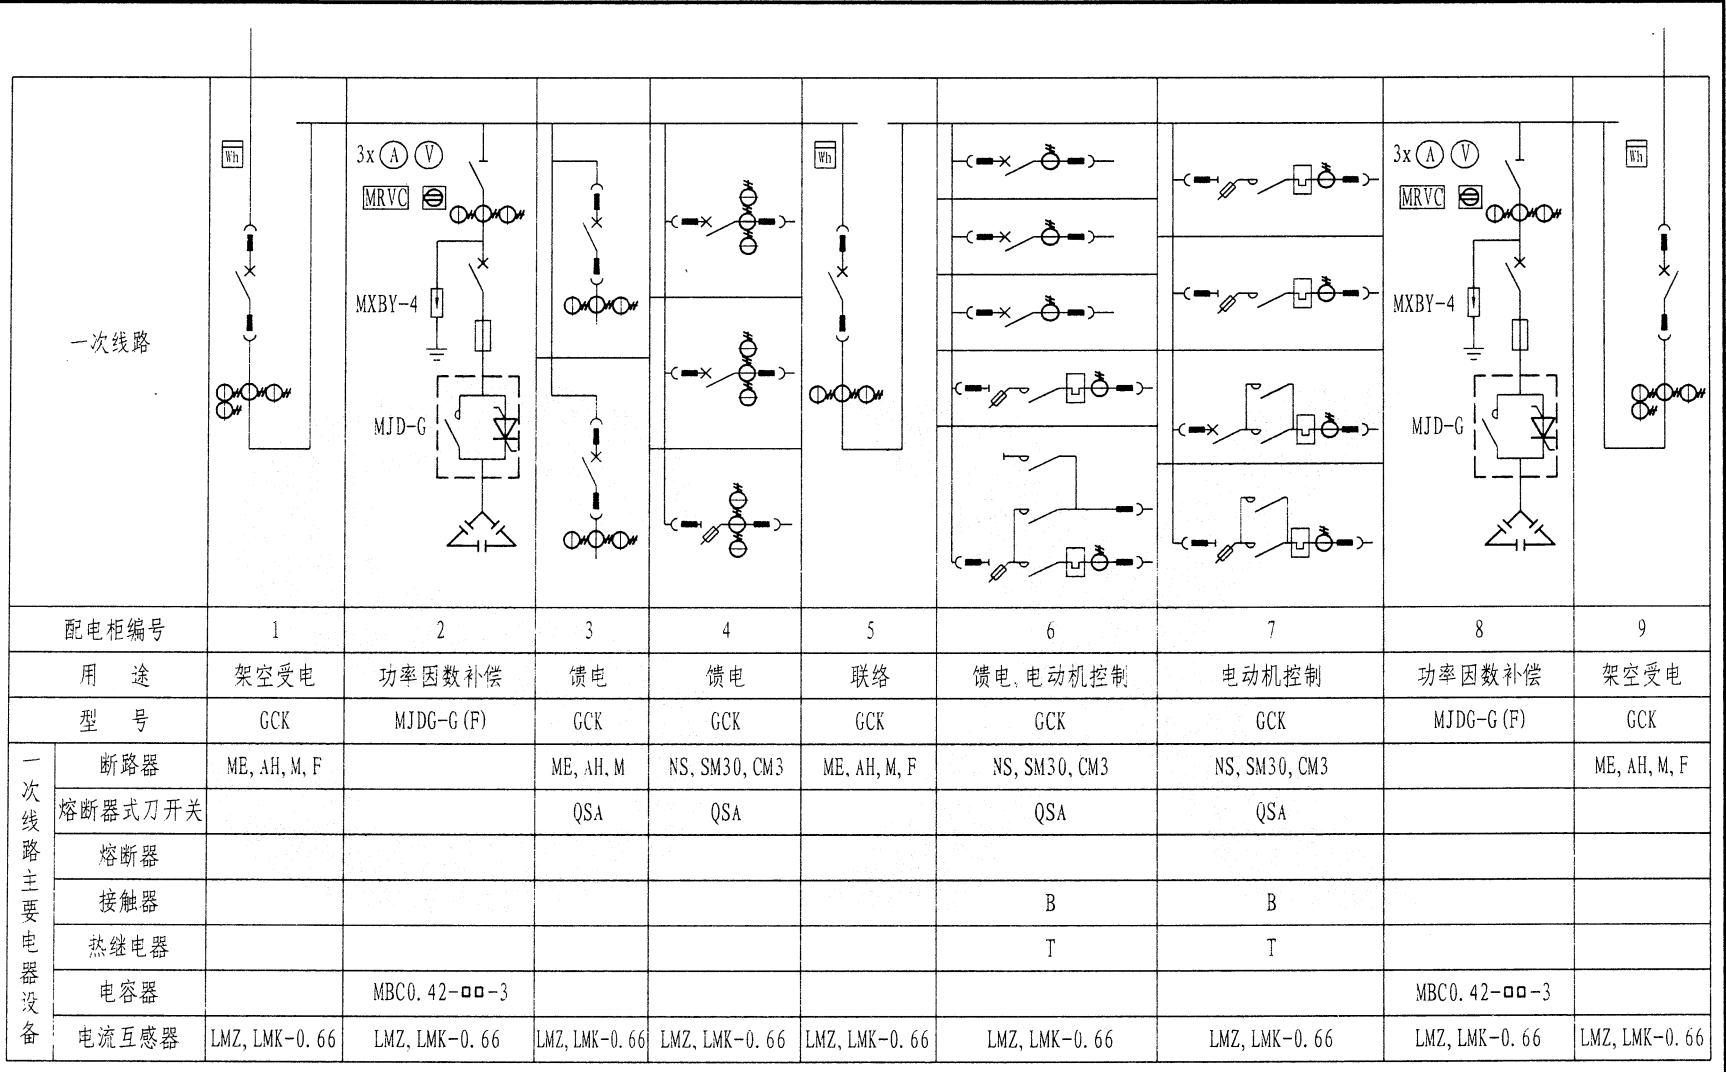 Wh
3x A V
MRVC
MXBY-4
MJD-G
Wh
3x A V
MRVC
MXBY-4
MJD-G
Wh
一次线路
配电柜编号 1 2 3 4 5 6 7 8 9
用 途 架空受电 功率因数补偿 馈电 馈电 联络 馈电、电动机控制 电动机控制 功率因数补偿 架空受电
型 号 GCK MJDG-G(F) GCK GCK GCK GCK GCK MJDG-G(F) GCK
一次线路主要电器设备
断路器 ME, AH, M, F ME, AH, M NS, SM30, CM3 ME, AH, M, F NS, SM30, CM3 NS, SM30, CM3 ME, AH, M, F
熔断器式刀开关 QSA QSA QSA QSA
熔断器
接触器 B B
热继电器 T T
电容器 MBC0.42-□□-3 MBC0.42-□□-3
电流互感器 LMZ, LMK-0.66 LMZ, LMK-0.66 LMZ, LMK-0.66 LMZ, LMK-0.66 LMZ, LMK-0.66 LMZ, LMK-0.66 LMZ, LMK-0.66 LMZ, LMK-0.66 LMZ, LMK-0.66